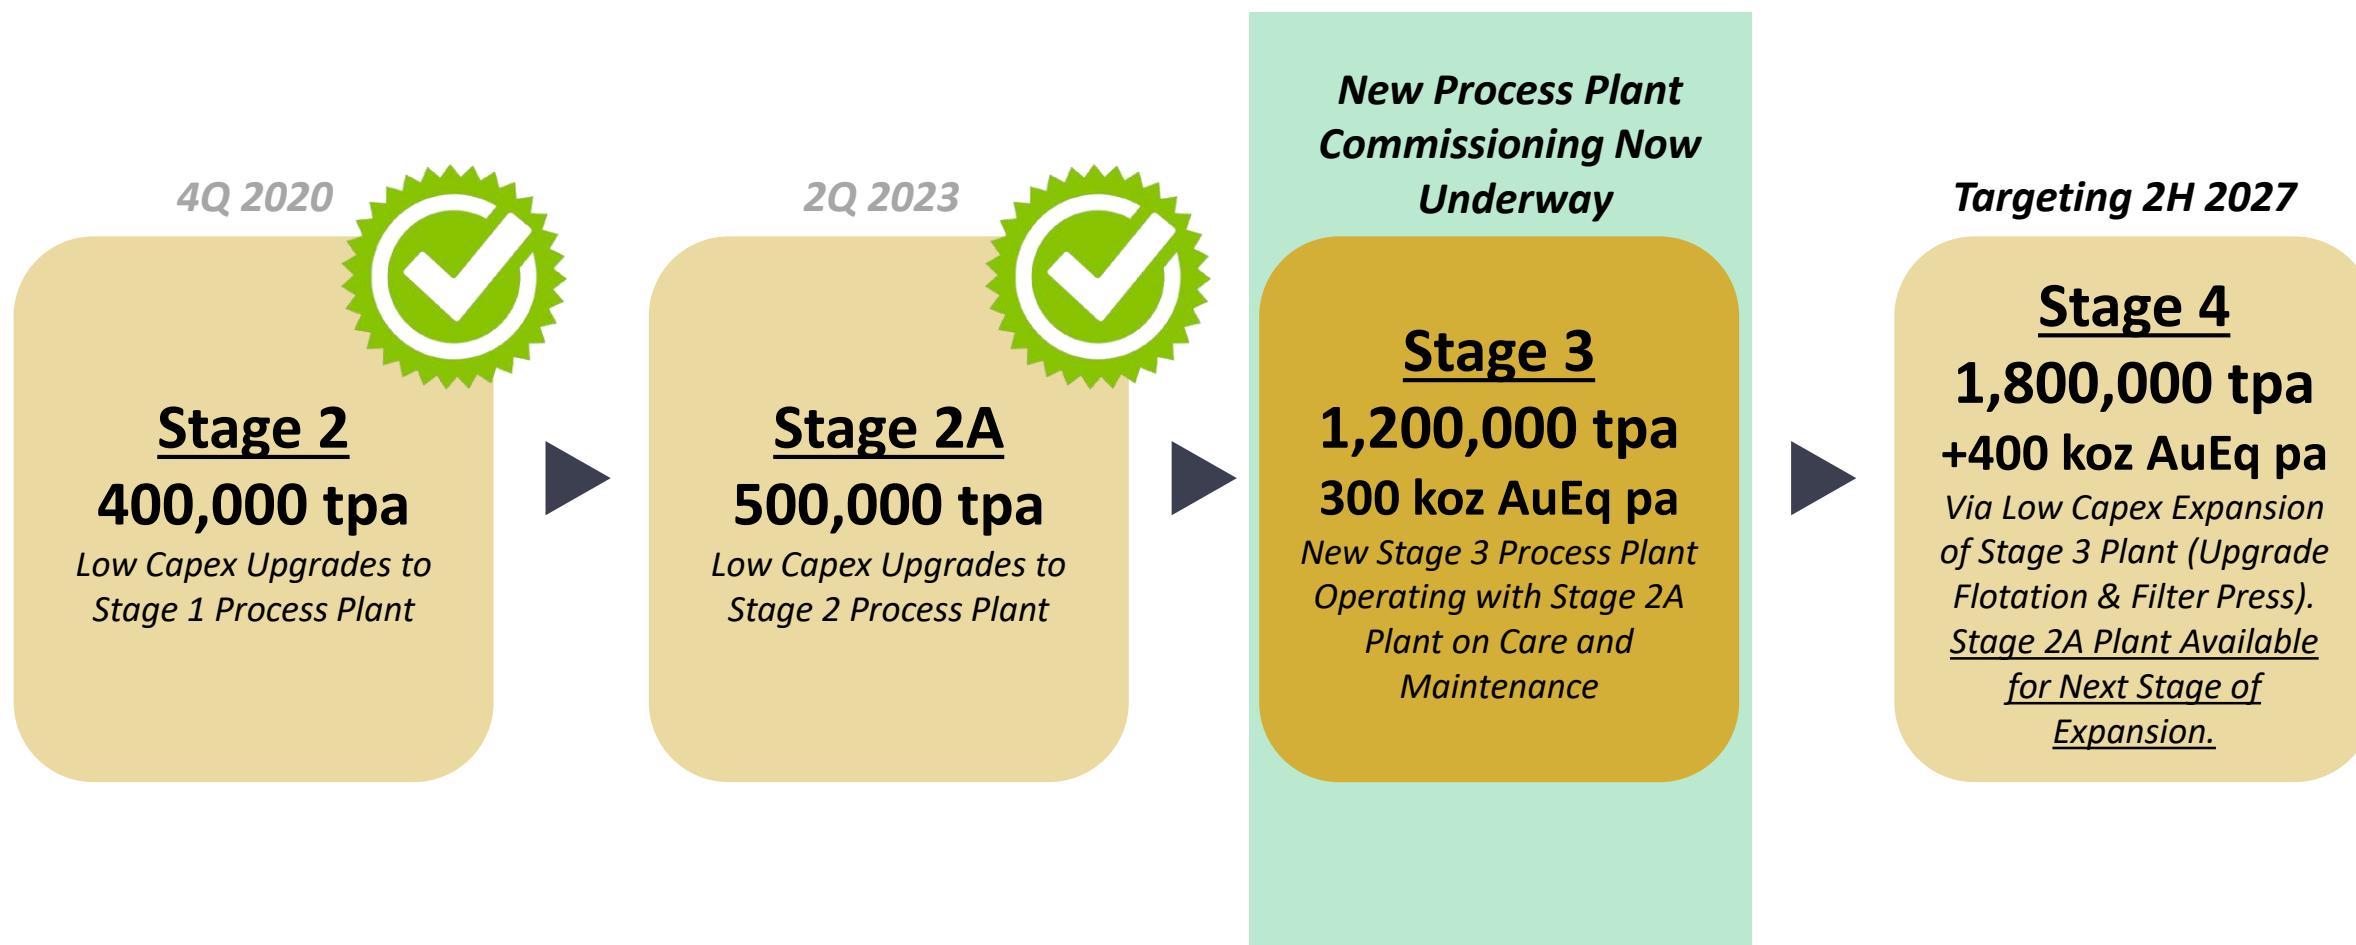 4Q 2020
Stage 2
400,000 tpa
Low Capex Upgrades to
Stage 1 Process Plant
2Q 2023
Stage 2A
500,000 tpa
Low Capex Upgrades to
Stage 2 Process Plant
New Process Plant
Commissioning Now
Underway
Stage 3
1,200,000 tpa
300 koz AuEq pa
New Stage 3 Process Plant
Operating with Stage 2A
Plant on Care and
Maintenance
Targeting 2H 2027
Stage 4
1,800,000 tpa
+400 koz AuEq pa
Via Low Capex Expansion
of Stage 3 Plant (Upgrade
Flotation & Filter Press).
Stage 2A Plant Available
for Next Stage of
Expansion.